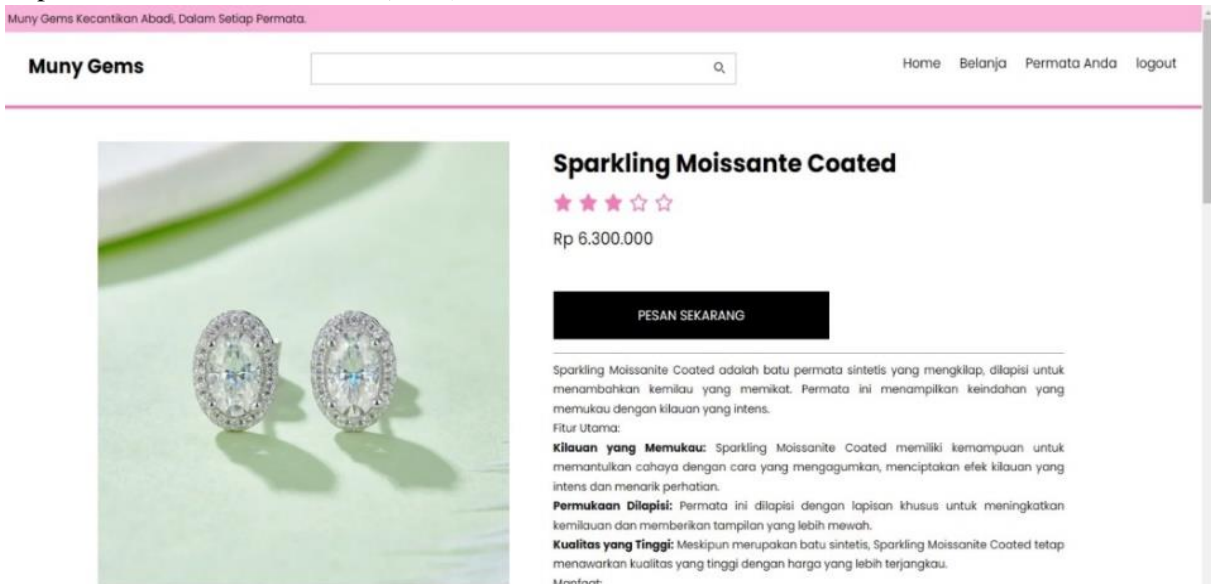 Muny Gems Kecantikan Abadi, Dalam Setiap Permata.
Muny Gems
Home Belanja Permata Anda logout
Sparkling Moissante Coated
Rp 6.300.000
PESAN SEKARANG
Sparkling Moissanite Coated adalah batu permata sintetis yang mengkilap, dilapisi untuk
menambahkan kemilau yang memikat. Permata ini menampilkan keindahan yang
memukau dengan kilauan yang intens.
Fitur Utama:
Kilauan yang Memukau: Sparkling Moissanite Coated memiliki kemampuan untuk
memantulkan cahaya dengan cara yang mengagumkan, menciptakan efek kilauan yang
intens dan menarik perhatian.
Permukaan Dilapisi: Permata ini dilapisi dengan lapisan khusus untuk meningkatkan
kemilauan dan memberikan tampilan yang lebih mewah.
Kualitas yang Tinggi: Meskipun merupakan batu sintetis, Sparkling Moissanite Coated tetap
menawarkan kualitas yang tinggi dengan harga yang lebih terjangkau.
Manfaat: